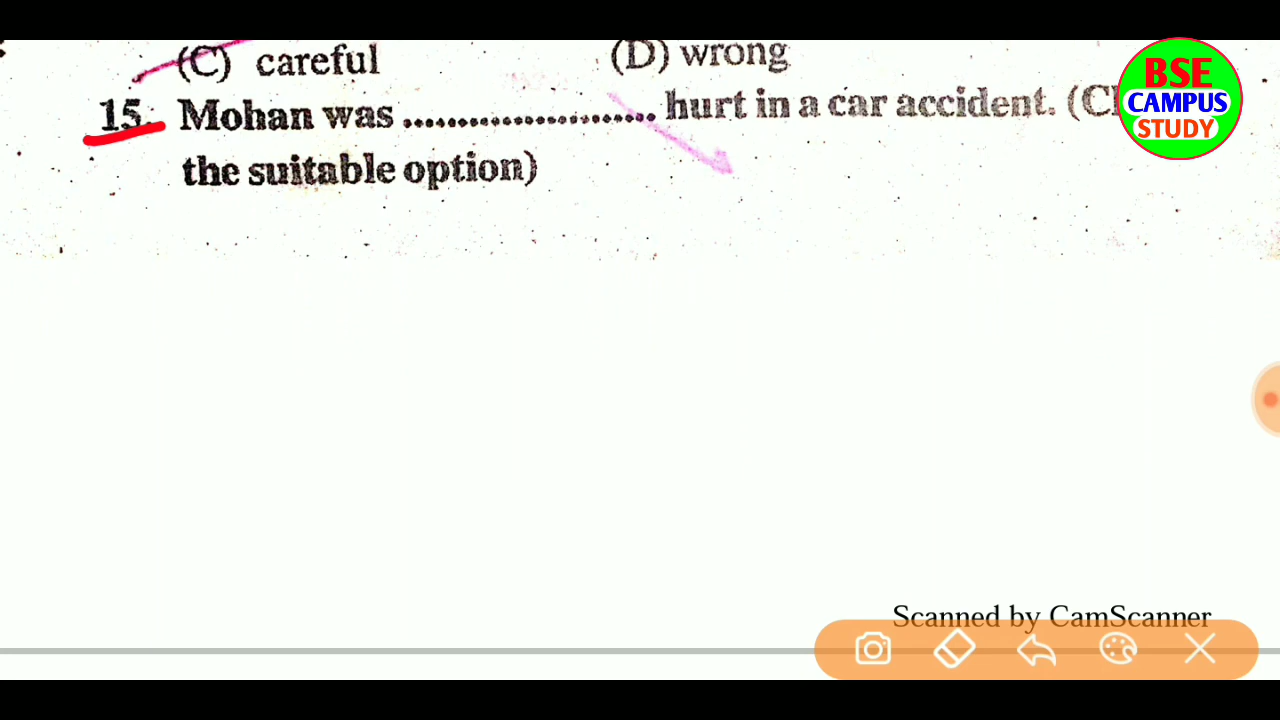 (C) careful (D) wrong
15. Mohan was ........................ hurt in a car accident. (
the suitable option)
BSE
CAMPUS
STUDY
Scanned by CamScanner